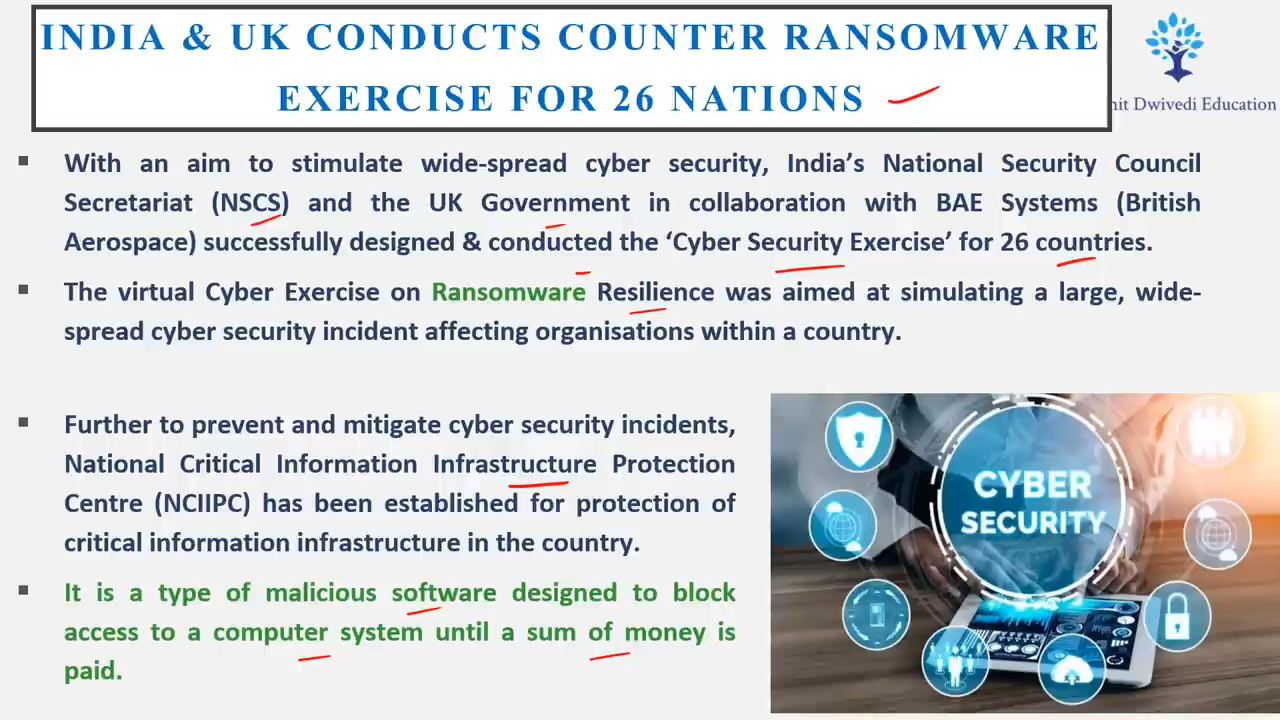 INDIA & UK CONDUCTS COUNTER RANSOMWARE
EXERCISE FOR 26 NATIONS
Dwivedi Education
With an aim to stimulate wide-spread cyber security, India's National Security Council
Secretariat (NSCS) and the UK Government in collaboration with BAE Systems (British
Aerospace) successfully designed & conducted the 'Cyber Security Exercise' for 26 countries.
The virtual Cyber Exercise on Ransomware Resilience was aimed at simulating a large, wide-
spread cyber security incident affecting organisations within a country.
Further to prevent and mitigate cyber security incidents,
National Critical Information Infrastructure Protection
Centre (NCIIPC) has been established for protection of
critical information infrastructure in the country.
It is a type of malicious software designed to block
access to a computer system until a sum of money is
paid.
CYBER
SECURITY